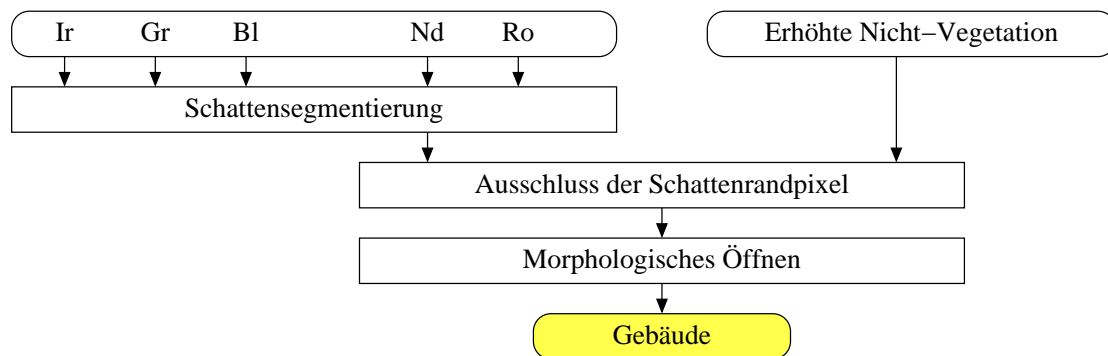 Ir Gr Bl Nd Ro Erhöhte Nicht−Vegetation
Schattensegmentierung
Ausschluss der Schattenrandpixel
Morphologisches Öffnen
Gebäude